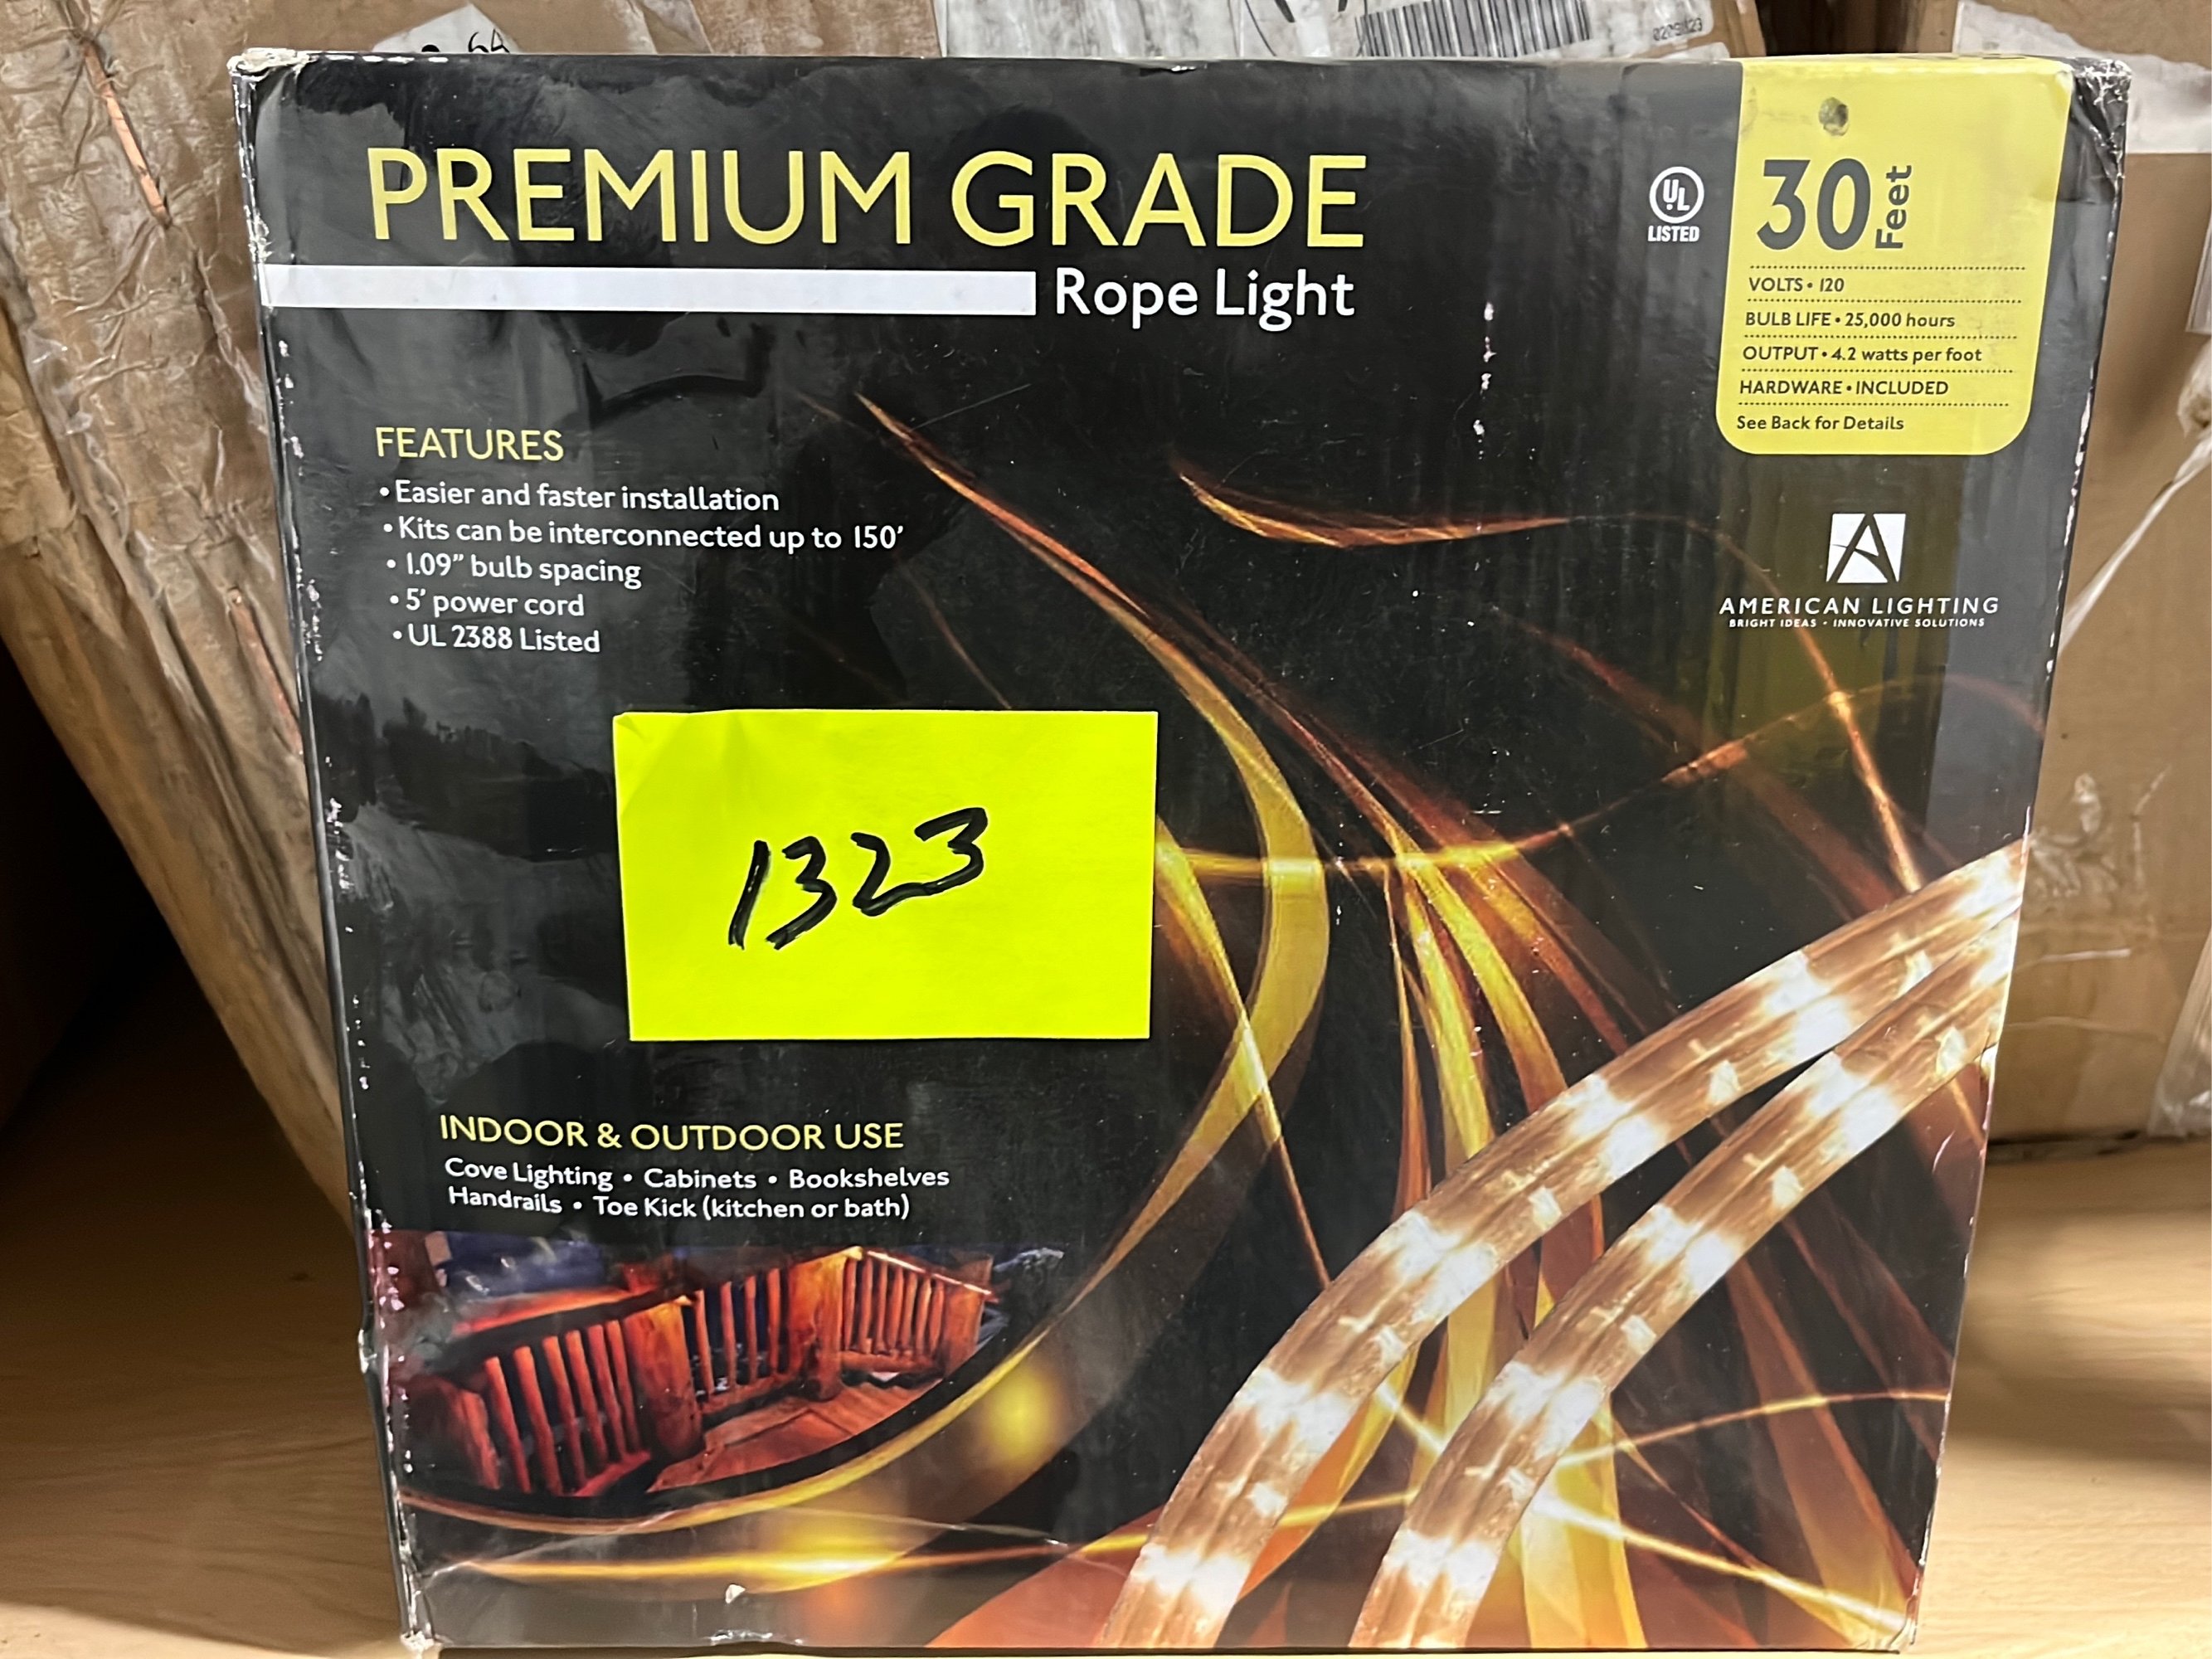 64
0209U23
PREMIUM GRADE
Rope Light
UL
LISTED
30 Feet
VOLTS • 120
BULB LIFE • 25,000 hours
OUTPUT • 4.2 watts per foot
HARDWARE • INCLUDED
See Back for Details
AMERICAN LIGHTING
BRIGHT IDEAS • INNOVATIVE SOLUTIONS
FEATURES
• Easier and faster installation
• Kits can be interconnected up to 150'
• 1.09" bulb spacing
• 5' power cord
• UL 2388 Listed
1323
INDOOR & OUTDOOR USE
Cove Lighting • Cabinets • Bookshelves
Handrails • Toe Kick (kitchen or bath)